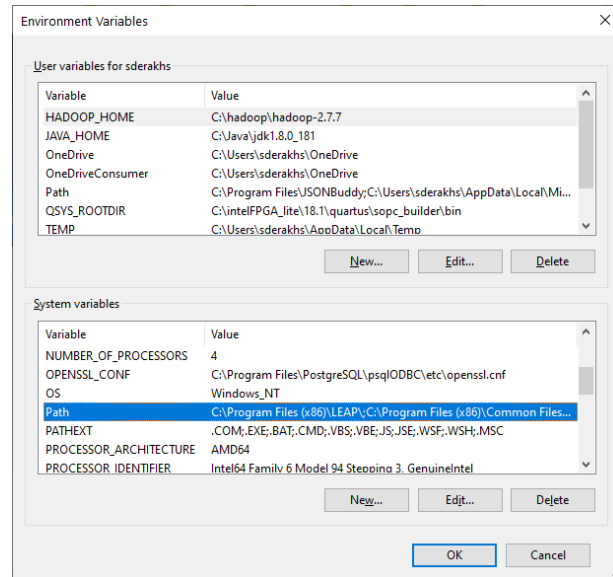 Environment Variables
User variables for sderakhs
Variable Value
HADOOP_HOME C:\hadoop\hadoop-2.7.7
JAVA_HOME C:\Java\jdk1.8.0_181
OneDrive C:\Users\sderakhs\OneDrive
OneDriveConsumer C:\Users\sderakhs\OneDrive
Path C:\Program Files\JSONBuddy;C:\Users\sderakhs\AppData\Local\Mi...
QSYS_ROOTDIR C:\intelFPGA_lite\18.1\quartus\sopc_builder\bin
TEMP C:\Users\sderakhs\AppData\Local\Temp
New... Edit... Delete
System variables
Variable Value
NUMBER_OF_PROCESSORS 4
OPENSSL_CONF C:\Program Files\PostgreSQL\psqlODBC\etc\openssl.cnf
OS Windows_NT
Path C:\Program Files (x86)\LEAP\;C:\Program Files (x86)\Common Files...
PATHEXT .COM;.EXE;.BAT;.CMD;.VBS;.VBE;.JS;.JSE;.WSF;.WSH;.MSC
PROCESSOR_ARCHITECTURE AMD64
PROCESSOR_IDENTIFIER Intel64 Family 6 Model 94 Stepping 3, GenuineIntel
New... Edit... Delete
OK Cancel